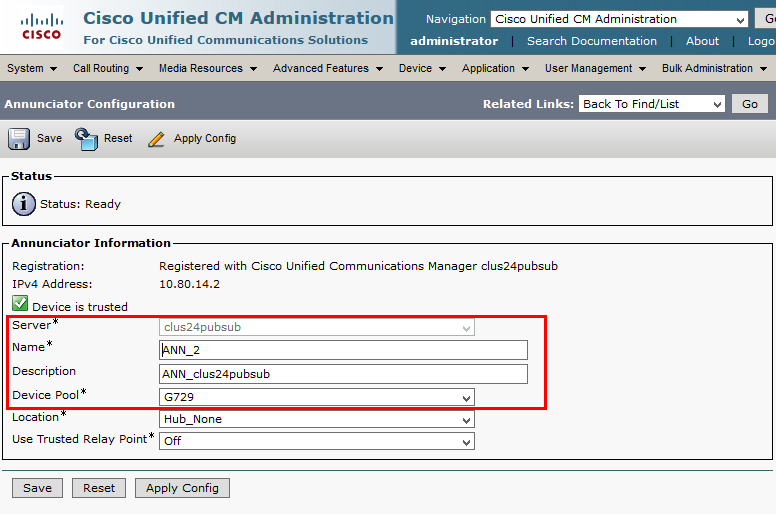 Cisco Unified CM Administration
For Cisco Unified Communications Solutions
CISCO
Navigation Cisco Unified CM Administration
administrator | Search Documentation | About | Logo
System Call Routing Media Resources Advanced Features Device Application User Management Bulk Administration
Annunciator Configuration Related Links: Back To Find/List Go
Save Reset Apply Config
Status
Status: Ready
Annunciator Information
Registration: Registered with Cisco Unified Communications Manager clus24pubsub
IPv4 Address: 10.80.14.2
Device is trusted
Server* clus24pubsub
Name* ANN_2
Description ANN_clus24pubsub
Device Pool* G729
Location* Hub_None
Use Trusted Relay Point* Off
Save Reset Apply Config